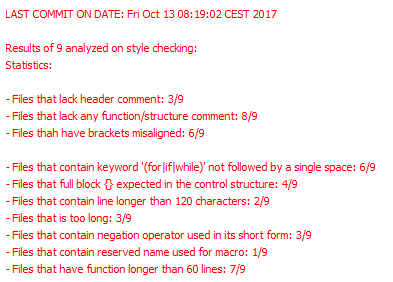 LAST COMMIT ON DATE: Fri Oct 13 08:19:02 CEST 2017
Results of 9 analyzed on style checking:
Statistics:
- Files that lack header comment: 3/9
- Files that lack any function/structure comment: 8/9
- Files thah have brackets misaligned: 6/9
- Files that contain keyword '(for|if|while)' not followed by a single space: 6/9
- Files that full block {} expected in the control structure: 4/9
- Files that contain line longer than 120 characters: 2/9
- Files that is too long: 3/9
- Files that contain negation operator used in its short form: 3/9
- Files that contain reserved name used for macro: 1/9
- Files that have function longer than 60 lines: 7/9